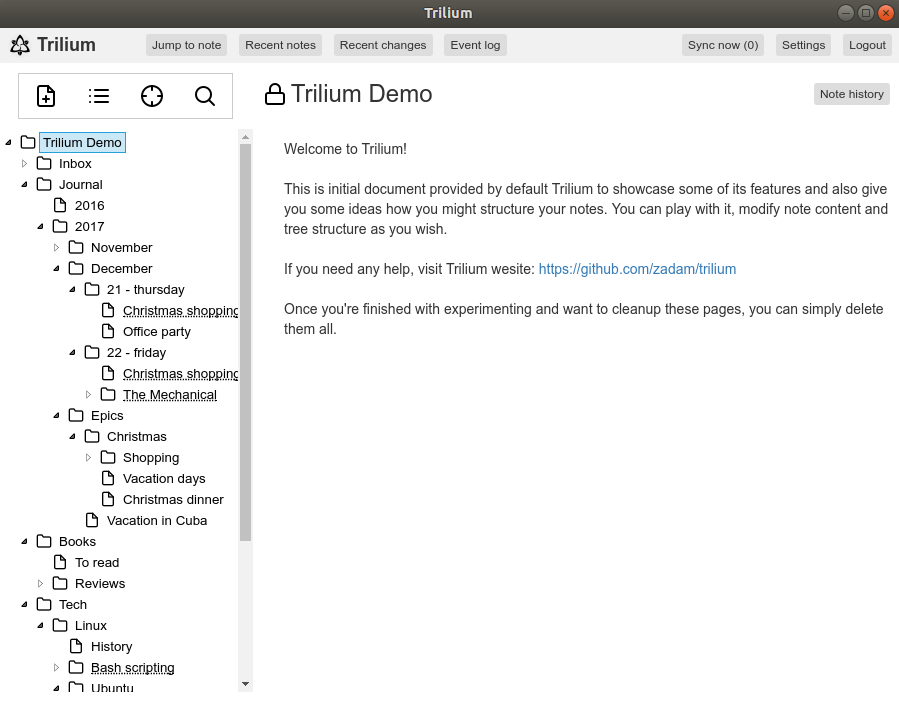 Trilium
Trilium
Jump to note
Recent notes
Recent changes
Event log
Sync now (0)
Settings
Logout
Trilium Demo
Inbox
Journal
2016
2017
November
December
21 - thursday
Christmas shopping
Office party
22 - friday
Christmas shopping
The Mechanical
Epics
Christmas
Shopping
Vacation days
Christmas dinner
Vacation in Cuba
Books
To read
Reviews
Tech
Linux
History
Bash scripting
Ubuntu
Trilium Demo
Note history
Welcome to Trilium!
This is initial document provided by default Trilium to showcase some of its features and also give
you some ideas how you might structure your notes. You can play with it, modify note content and
tree structure as you wish.
If you need any help, visit Trilium wesite: https://github.com/zadam/trilium
Once you're finished with experimenting and want to cleanup these pages, you can simply delete
them all.